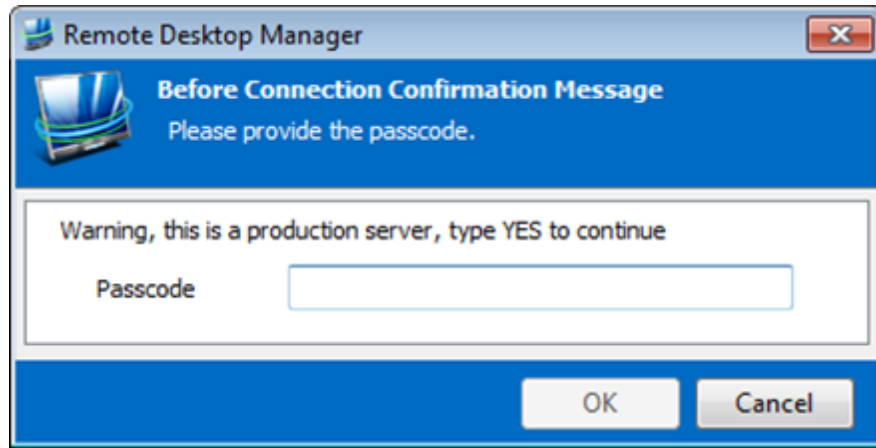 Remote Desktop Manager
Before Connection Confirmation Message
Please provide the passcode.
Warning, this is a production server, type YES to continue
Passcode
OK Cancel